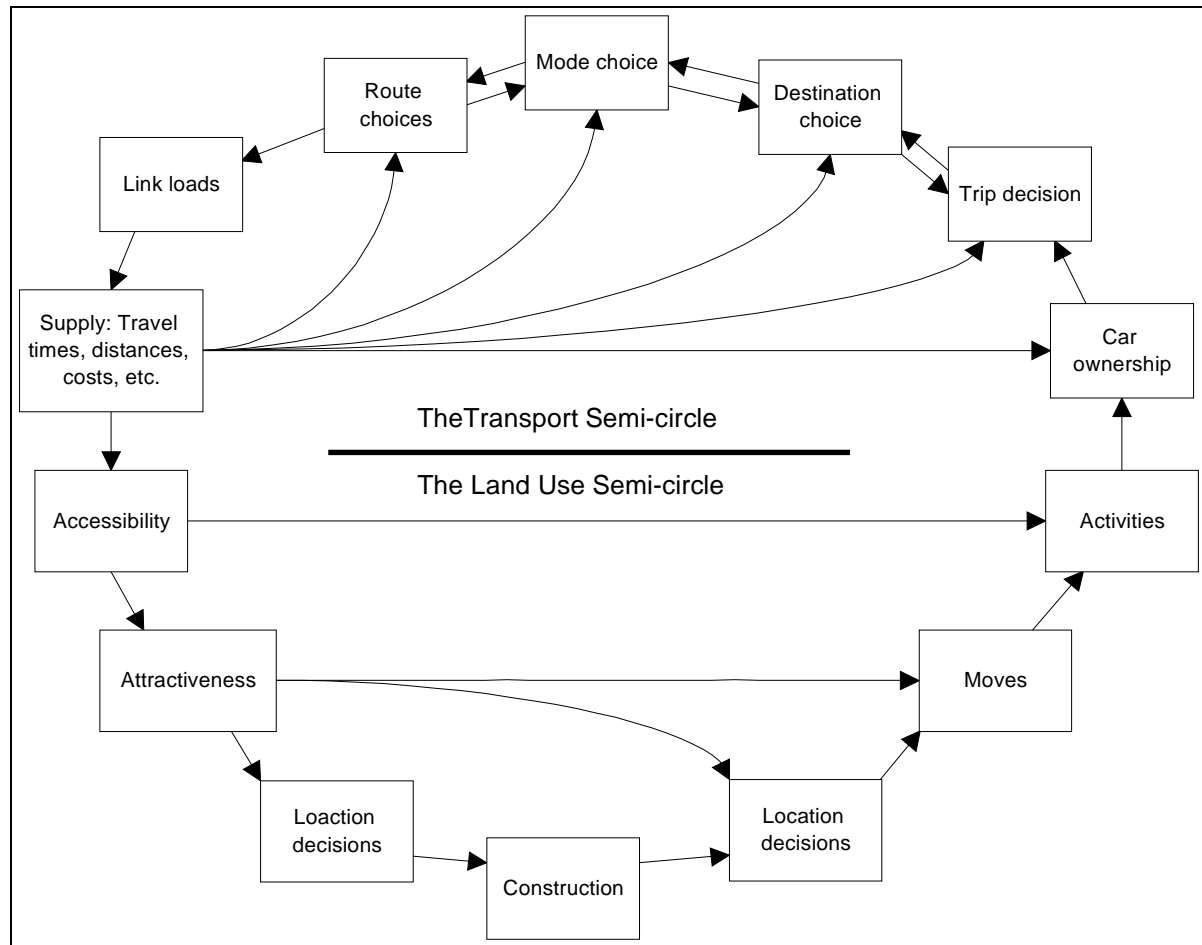 Mode choice
Route
choices
Destination
choice
Link loads
Trip decision
Supply: Travel
times, distances,
costs, etc.
Car
ownership
TheTransport Semi-circle
The Land Use Semi-circle
Accessibility
Activities
Attractiveness
Moves
Loaction
decisions
Location
decisions
Construction